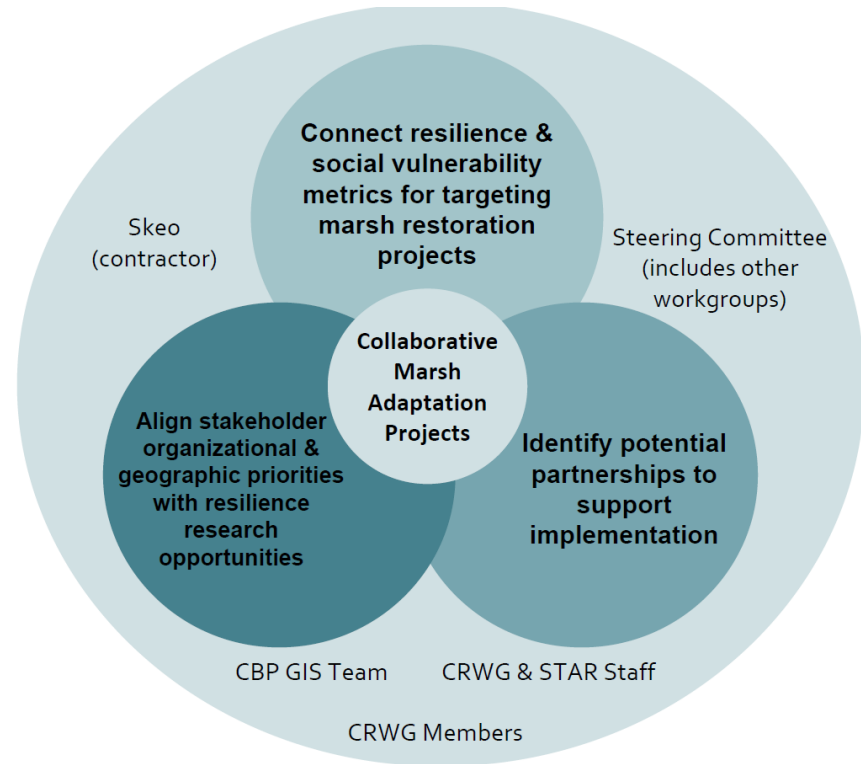 Connect resilience &
social vulnerability
metrics for targeting
marsh restoration
projects
Skeo
(contractor)
Steering Committee
(includes other
workgroups)
Collaborative
Marsh
Adaptation
Projects
Align stakeholder
organizational &
geographic priorities
with resilience
research
opportunities
Identify potential
partnerships to
support
implementation
CBP GIS Team
CRWG & STAR Staff
CRWG Members